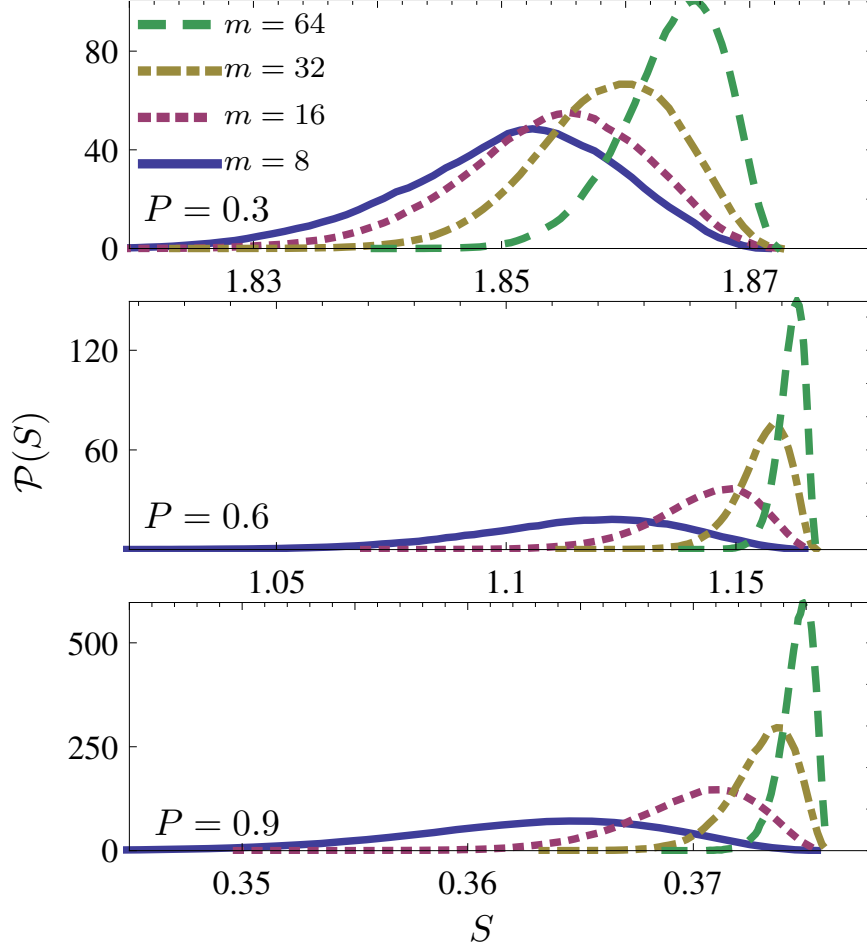 m = 64
m = 32
m = 16
m = 8
P = 0.3
80
40
0
1.83 1.85 1.87
P = 0.6
120
60
0
1.05 1.1 1.15
𝒫(S)
P = 0.9
500
250
0
0.35 0.36 0.37
S